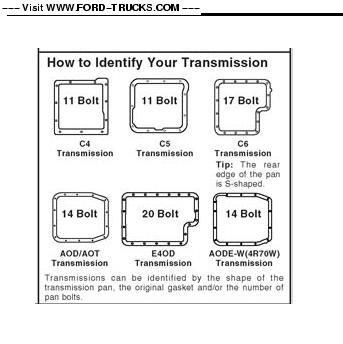 --- Visit WWW.FORD-TRUCKS.COM ---
How to Identify Your Transmission
11 Bolt 11 Bolt 17 Bolt
C4 C5 C6
Transmission Transmission Transmission
Tip: The rear
edge of the pan
is S-shaped.
14 Bolt 20 Bolt 14 Bolt
AOD/AOT E4OD AODE-W(4R70W)
Transmission Transmission Transmission
Transmissions can be identified by the shape of the
transmission pan, the original gasket and/or the number of
pan bolts.